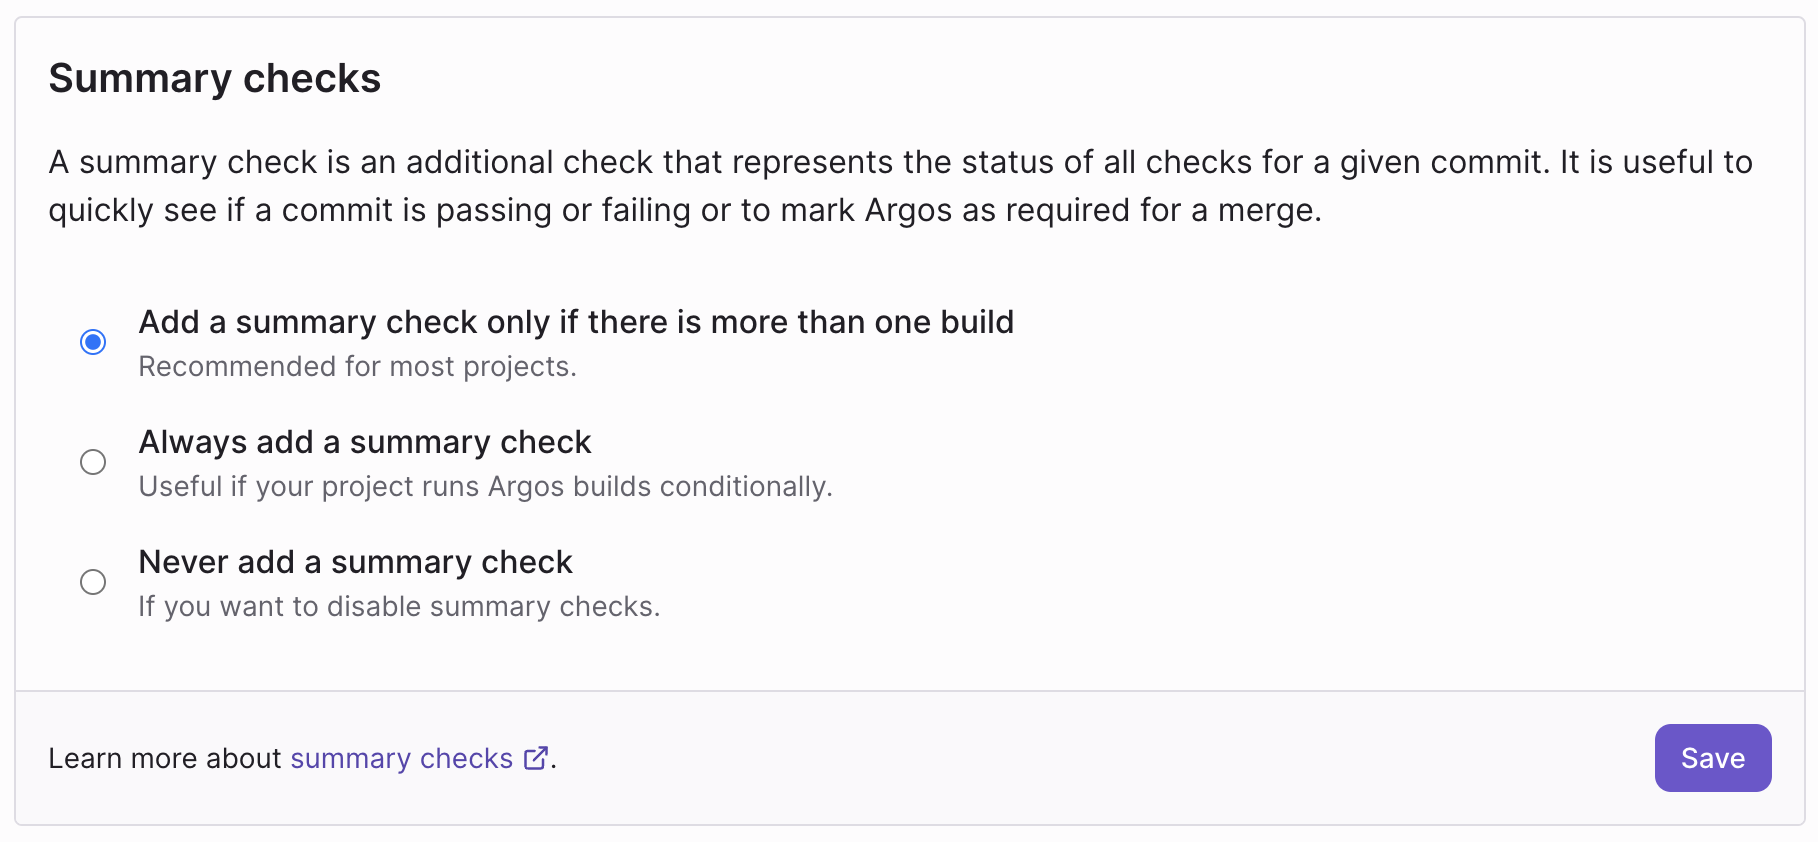 Summary checks
A summary check is an additional check that represents the status of all checks for a given commit. It is useful to
quickly see if a commit is passing or failing or to mark Argos as required for a merge.
Add a summary check only if there is more than one build
Recommended for most projects.
Always add a summary check
Useful if your project runs Argos builds conditionally.
Never add a summary check
If you want to disable summary checks.
Learn more about summary checks.
Save